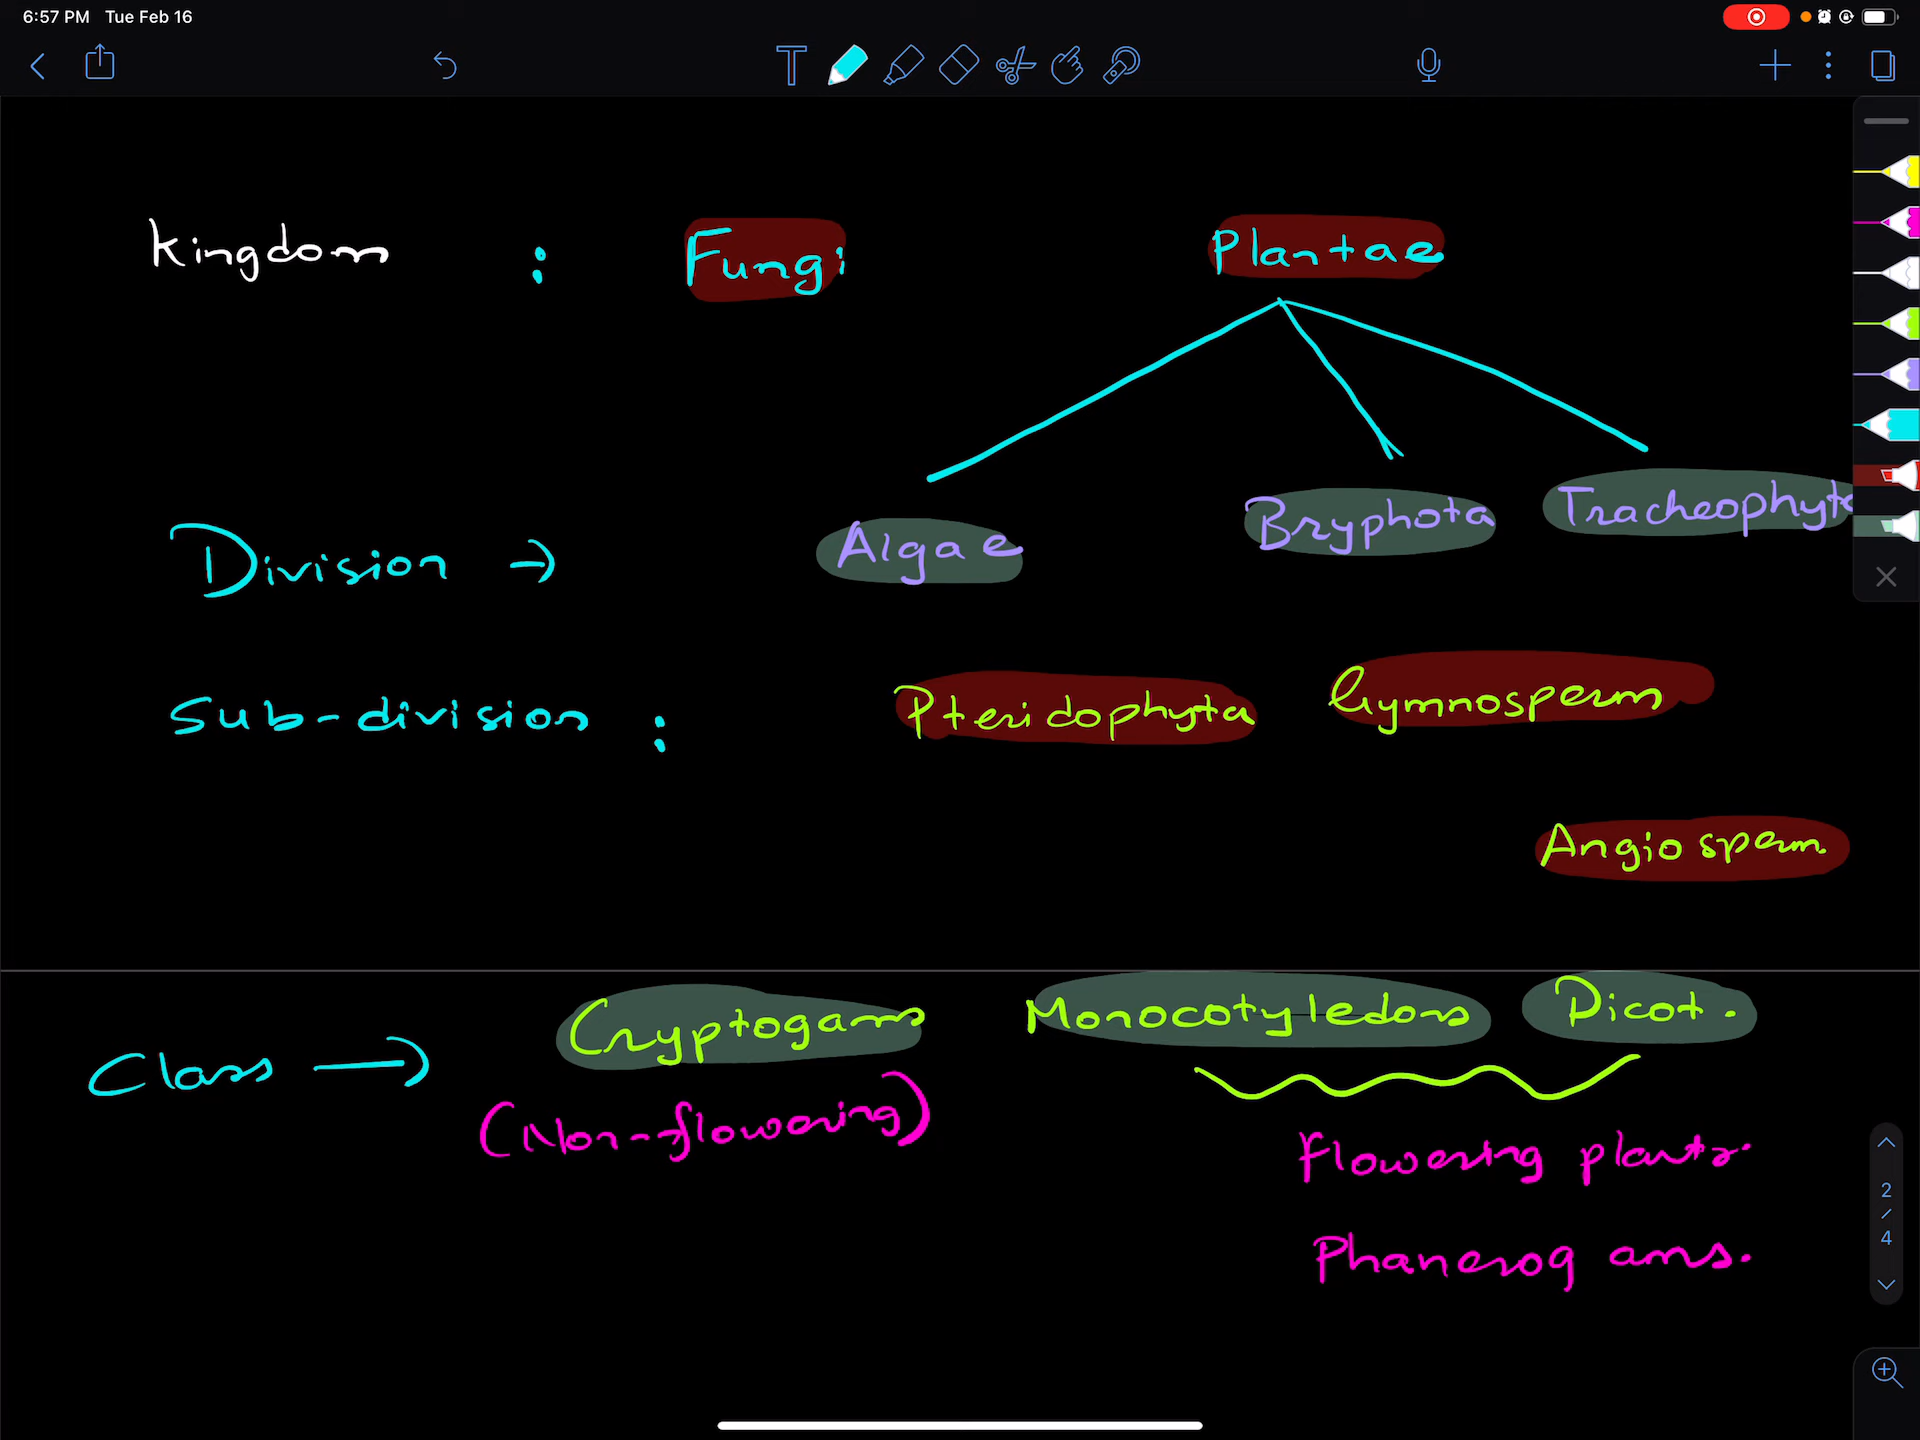 6:57 PM Tue Feb 16
Kingdom : Fungi Plantae
Division → Algae Bryphota Tracheophyta
Sub-division : Pteridophyta Gymnosperm
Angiosperm
Class → Cryptogams Monocotyledons Dicot.
(Non-flowering)
Flowering plants.
Phanerogams.
2
/
4